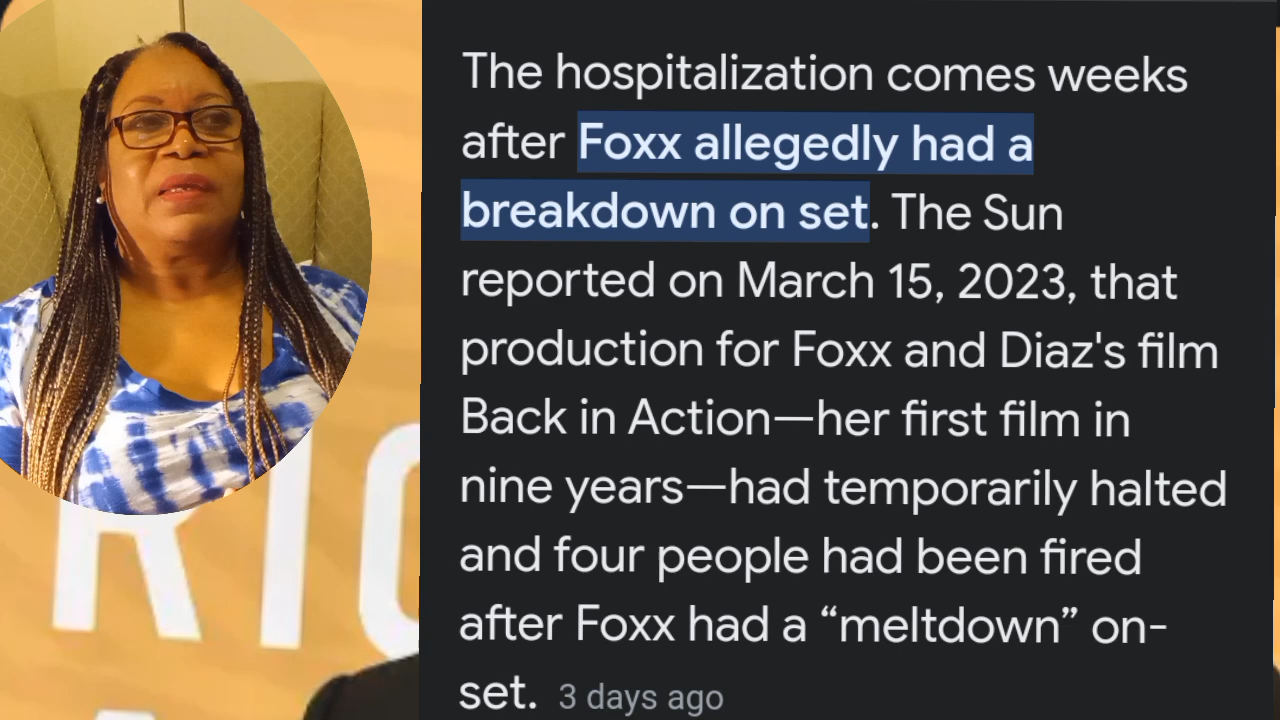 The hospitalization comes weeks
after Foxx allegedly had a
breakdown on set. The Sun
reported on March 15, 2023, that
production for Foxx and Diaz's film
Back in Action—her first film in
nine years—had temporarily halted
and four people had been fired
after Foxx had a “meltdown” on-
set. 3 days ago
RIC